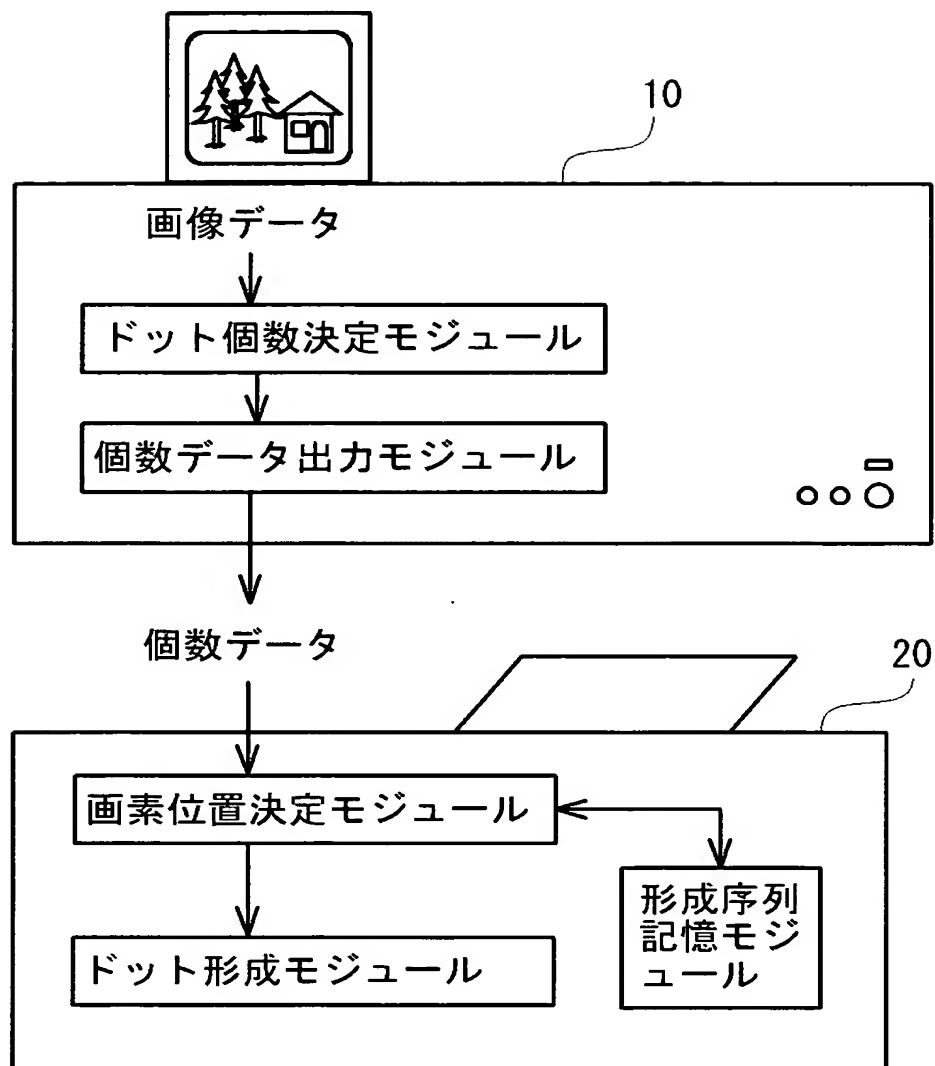 10
画像データ
ドット個数決定モジュール
個数データ出力モジュール
個数データ
20
画素位置決定モジュール
形成序列
記憶モジ
ュール
ドット形成モジュール